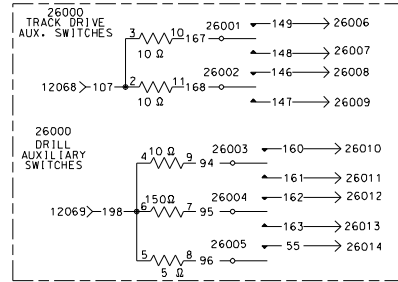 26000
TRACK DRIVE
AUX. SWITCHES
3 10 167 26001 149 26006
10 Ω
148 26007
12068 107 2 11 168 26002 146 26008
10 Ω
147 26009
26000
DRILL
AUXILIARY
SWITCHES
4 10 Ω 9 94 26003 160 26010
161 26011
12069 198 6 150Ω 7 95 26004 162 26012
163 26013
5 8 96 26005 55 26014
5 Ω